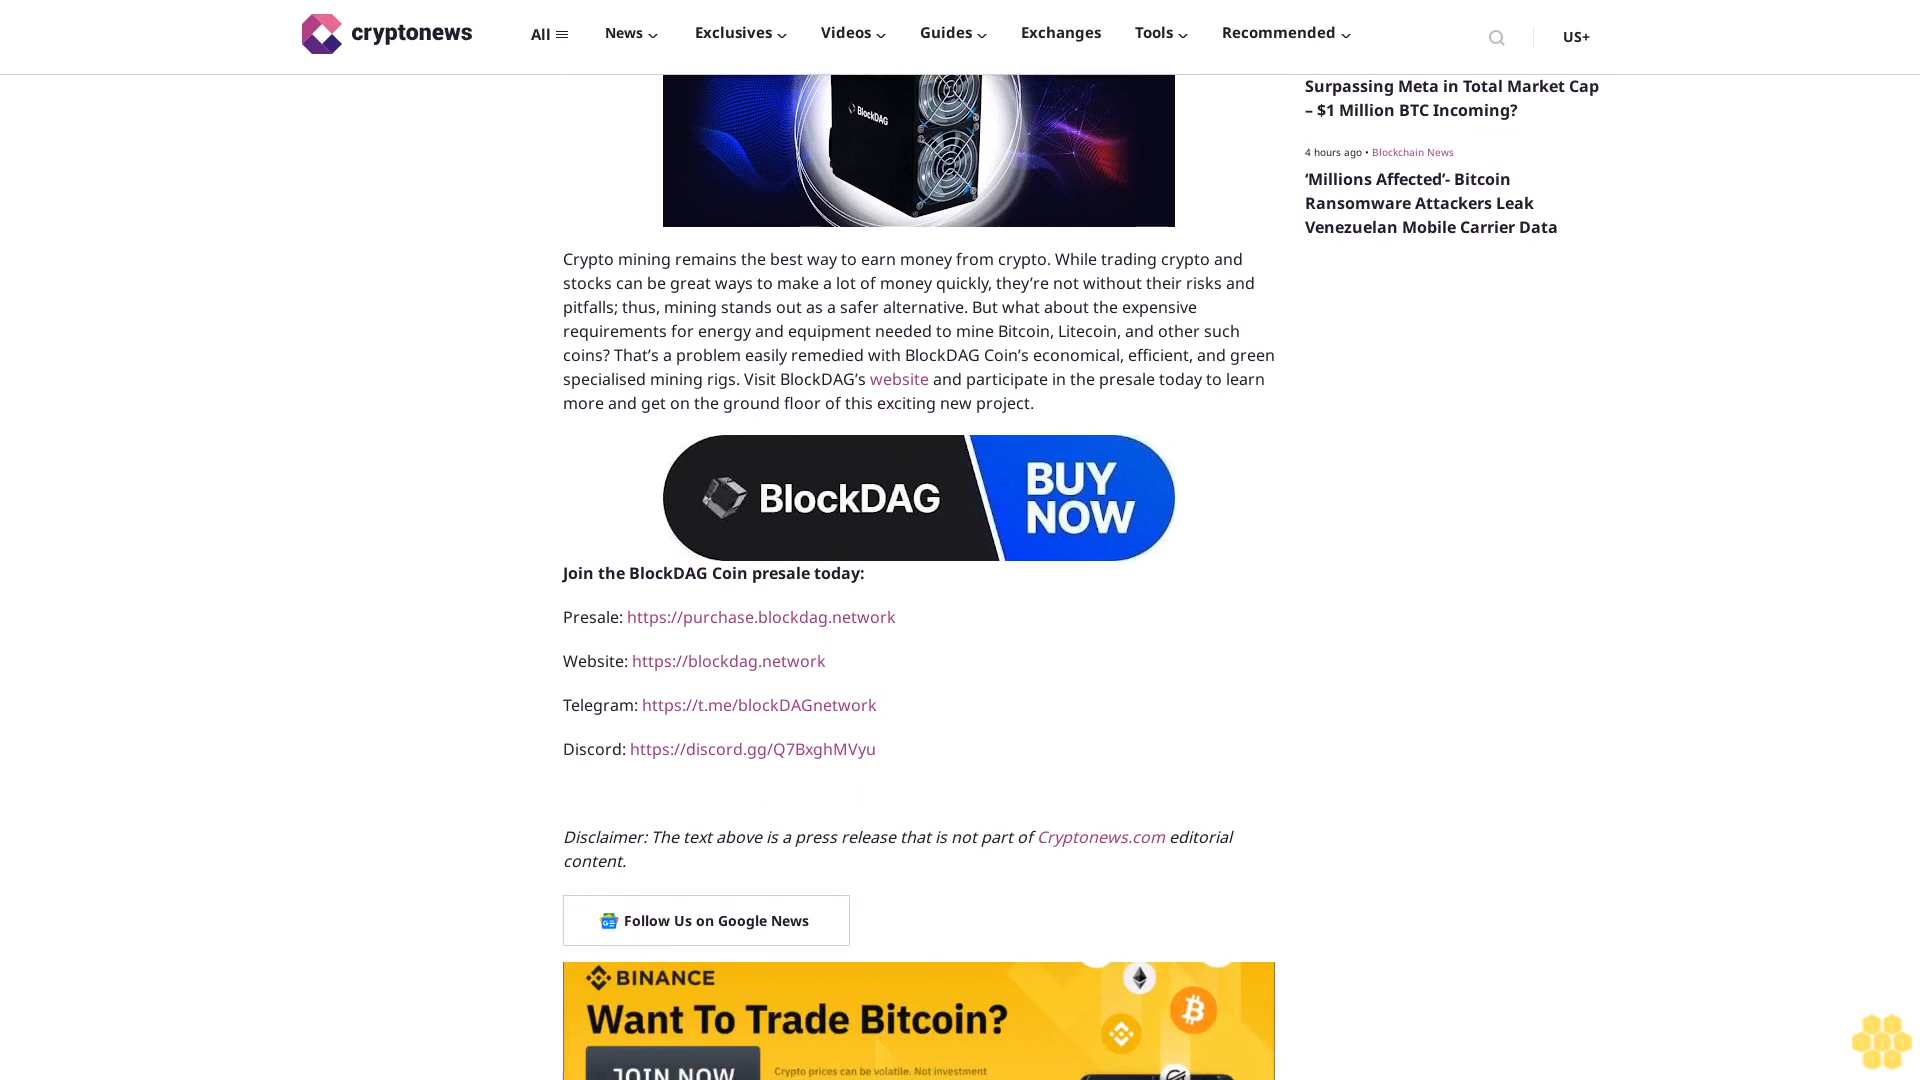 cryptonews
All
News
Exclusives
Videos
Guides
Exchanges
Tools
Recommended
US+
BlockDAG
Surpassing Meta in Total Market Cap
– $1 Million BTC Incoming?
4 hours ago • Blockchain News
‘Millions Affected’- Bitcoin
Ransomware Attackers Leak
Venezuelan Mobile Carrier Data
Crypto mining remains the best way to earn money from crypto. While trading crypto and
stocks can be great ways to make a lot of money quickly, they’re not without their risks and
pitfalls; thus, mining stands out as a safer alternative. But what about the expensive
requirements for energy and equipment needed to mine Bitcoin, Litecoin, and other such
coins? That’s a problem easily remedied with BlockDAG Coin’s economical, efficient, and green
specialised mining rigs. Visit BlockDAG’s website and participate in the presale today to learn
more and get on the ground floor of this exciting new project.
BlockDAG
BUY
NOW
Join the BlockDAG Coin presale today:
Presale: https://purchase.blockdag.network
Website: https://blockdag.network
Telegram: https://t.me/blockDAGnetwork
Discord: https://discord.gg/Q7BxghMVyu
Disclaimer: The text above is a press release that is not part of Cryptonews.com editorial
content.
Follow Us on Google News
BINANCE
Want To Trade Bitcoin?
JOIN NOW
Crypto prices can be volatile. Not investment